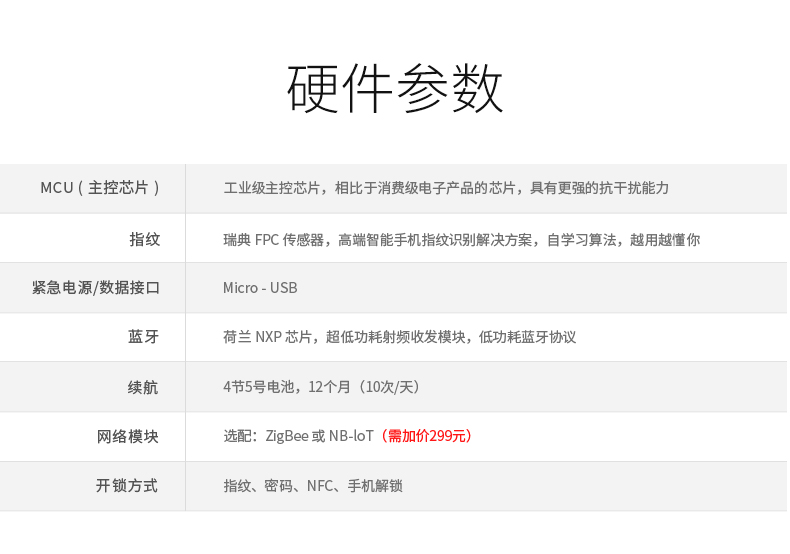 硬件参数
MCU ( 主控芯片 ) 工业级主控芯片，相比于消费级电子产品的芯片，具有更强的抗干扰能力
指纹 瑞典 FPC 传感器，高端智能手机指纹识别解决方案，自学习算法，越用越懂你
紧急电源/数据接口 Micro - USB
蓝牙 荷兰 NXP 芯片，超低功耗射频收发模块，低功耗蓝牙协议
续航 4节5号电池，12个月（10次/天）
网络模块 选配：ZigBee 或 NB-loT（需加价299元）
开锁方式 指纹、密码、NFC、手机解锁